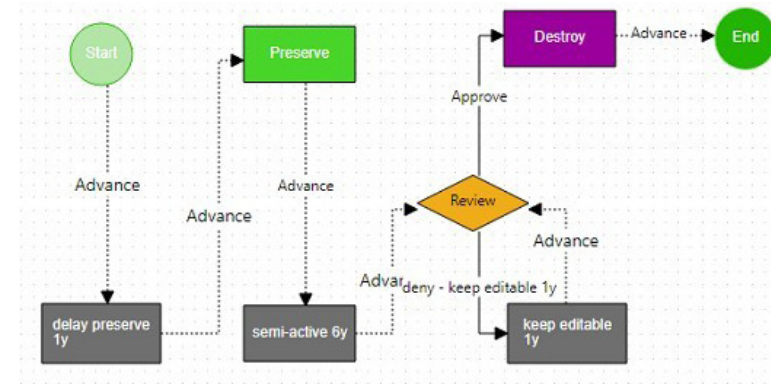 Start
Preserve
Destroy
Advance
End
Approve
Advance
Advance
Advance
Review
Advance
deny - keep editable 1y
delay preserve
1y
semi-active 6y
keep editable
1y